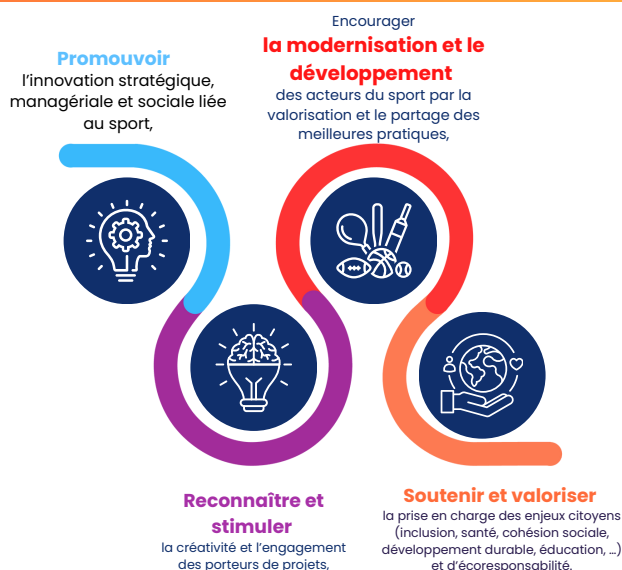 Promouvoir
l'innovation stratégique,
managériale et sociale liée
au sport,
Encourager
la modernisation et le
développement
des acteurs du sport par la
valorisation et le partage des
meilleures pratiques,
Reconnaître et
stimuler
la créativité et l'engagement
des porteurs de projets,
Soutenir et valoriser
la prise en charge des enjeux citoyens
(inclusion, santé, cohésion sociale,
développement durable, éducation, …)
et d'écoresponsabilité.